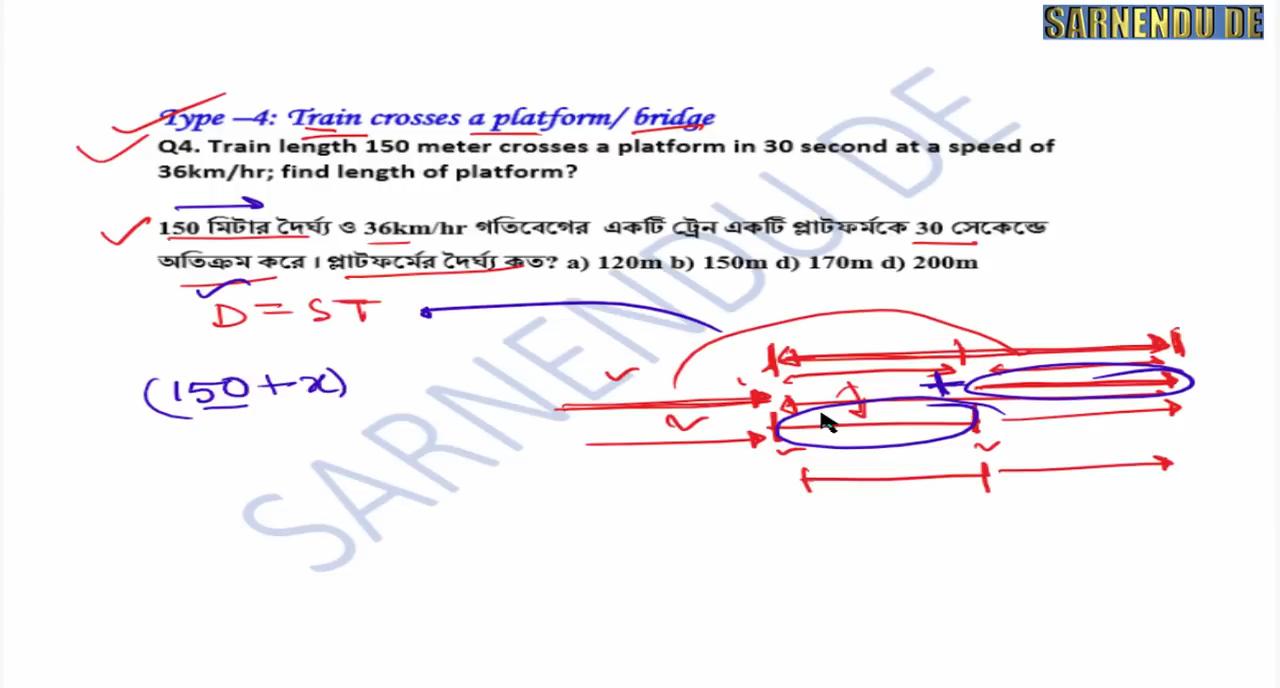 SARNENDU DE
Type –4: Train crosses a platform/ bridge
Q4. Train length 150 meter crosses a platform in 30 second at a speed of
36km/hr; find length of platform?
150 মিটার দৈর্ঘ্য ও 36km/hr গতিবেগের একটি ট্রেন একটি প্লাটফর্মকে 30 সেকেন্ডে
অতিক্রম করে। প্লাটফর্মের দৈর্ঘ্য কত? a) 120m b) 150m d) 170m d) 200m
D = ST
(150 + x)
+
SARNENDU DE